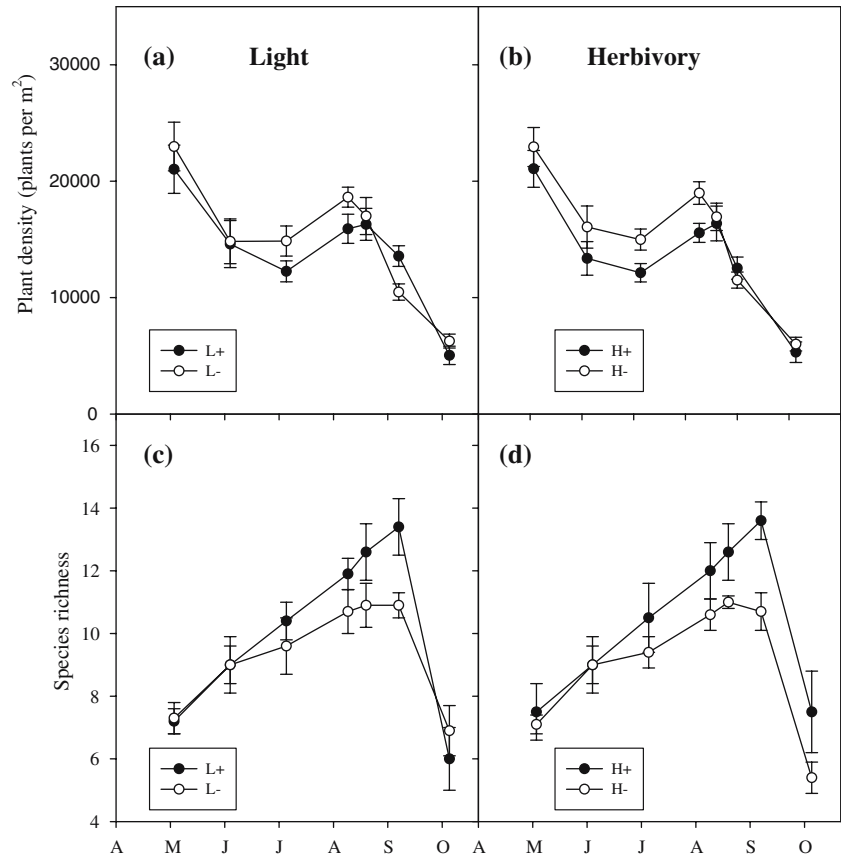 (a) Light
(b) Herbivory
Plant density (plants per m²)
30000
20000
10000
0
L+
L-
H+
H-
(c)
(d)
Species richness
16
14
12
10
8
6
4
L+
L-
H+
H-
A M J J A S O
A M J J A S O